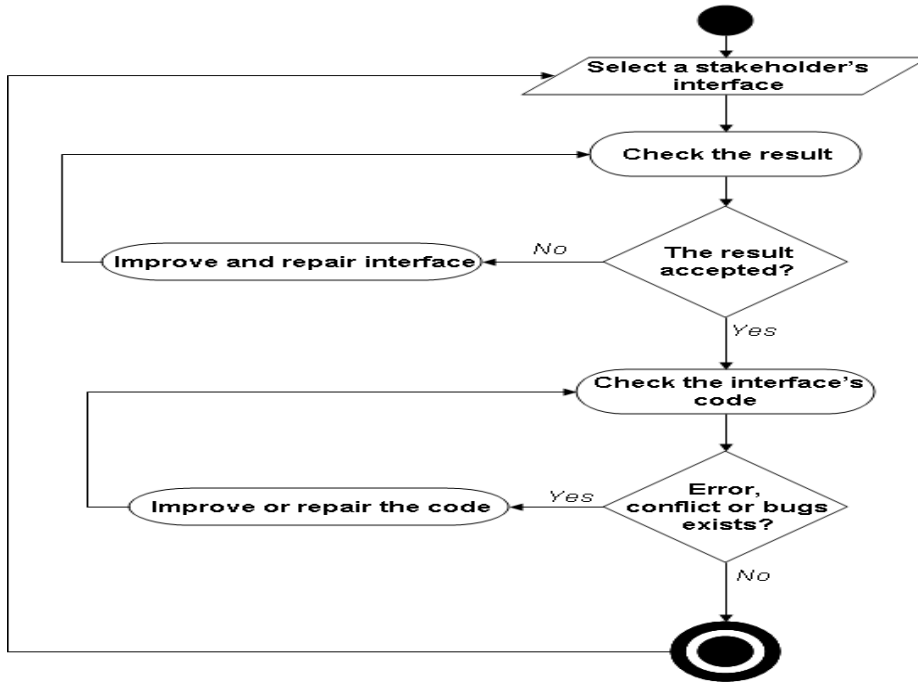 Select a stakeholder's
interface
Check the result
The result
accepted?
No
Improve and repair interface
Yes
Check the interface's
code
Error,
conflict or bugs
exists?
Yes
Improve or repair the code
No